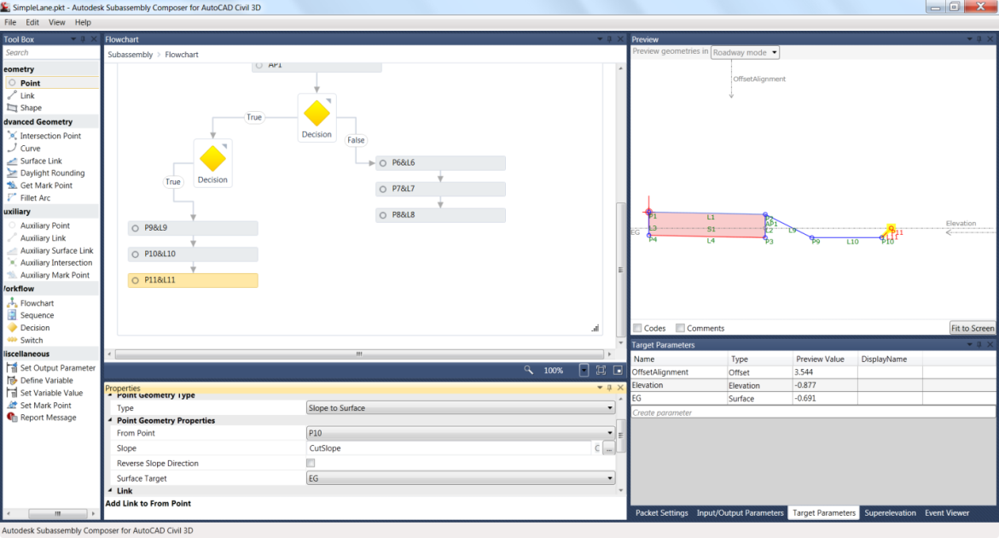 SimpleLane.pkt - Autodesk Subassembly Composer for AutoCAD Civil 3D
File Edit View Help
Tool Box
Search
eometry
Point
Link
Shape
dvanced Geometry
Intersection Point
Curve
Surface Link
Daylight Rounding
Get Mark Point
Fillet Arc
uxiliary
Auxiliary Point
Auxiliary Link
Auxiliary Surface Link
Auxiliary Intersection
Auxiliary Mark Point
Vorkflow
Flowchart
Sequence
Decision
Switch
liscellaneous
Set Output Parameter
Define Variable
Set Variable Value
Set Mark Point
Report Message
Flowchart
Subassembly > Flowchart
AP1
Decision
True
False
Decision
True
P6&L6
P7&L7
P8&L8
P9&L9
P10&L10
P11&L11
100%
Properties
Point Geometry Type
Type Slope to Surface
Point Geometry Properties
From Point P10
Slope CutSlope C ...
Reverse Slope Direction
Surface Target EG
Link
Add Link to From Point
Preview
Preview geometries in Roadway mode
OffsetAlignment
Elevation
EG
P1 L1 P2
AP1
L3 S1 L2 L9 P11
L11
P4 L4 P3 P9 L10 P10
Codes Comments Fit to Screen
Target Parameters
Name Type Preview Value DisplayName
OffsetAlignment Offset 3.544
Elevation Elevation -0.877
EG Surface -0.691
Create parameter
Packet Settings Input/Output Parameters Target Parameters Superelevation Event Viewer
Autodesk Subassembly Composer for AutoCAD Civil 3D